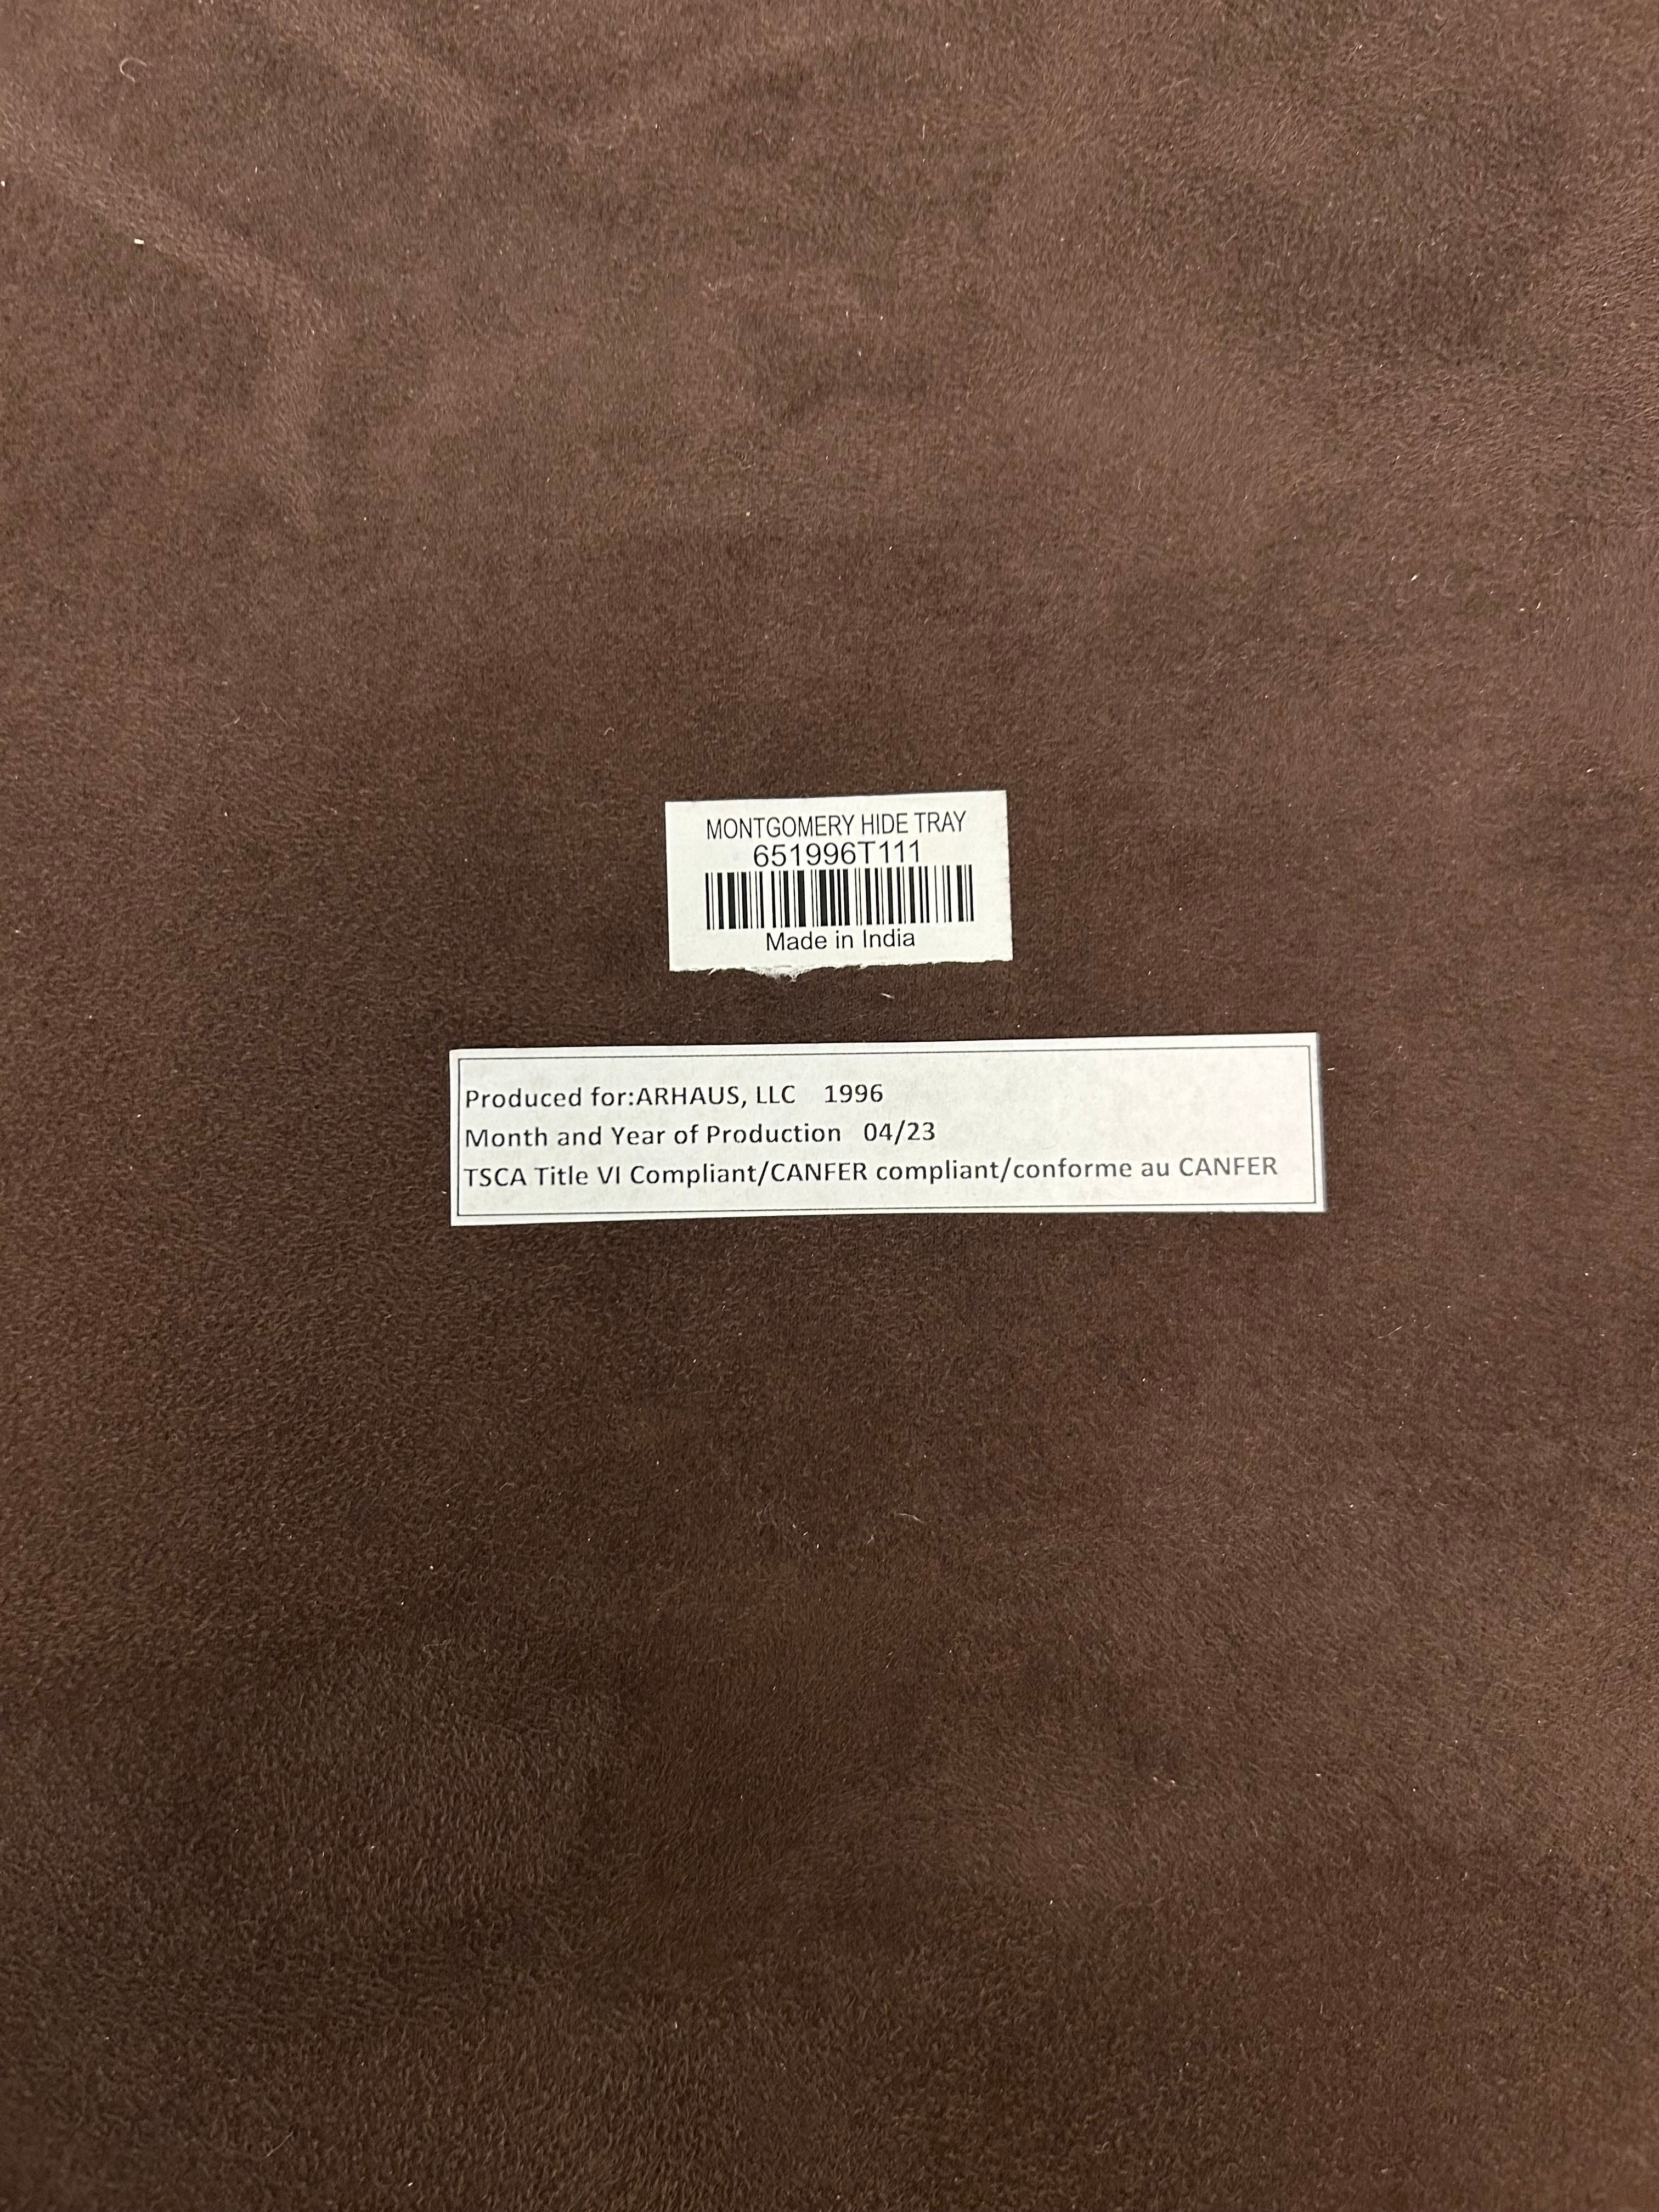 MONTGOMERY HIDE TRAY
651996T111
Made in India
Produced for:ARHAUS, LLC 1996
Month and Year of Production 04/23
TSCA Title VI Compliant/CANFER compliant/conforme au CANFER